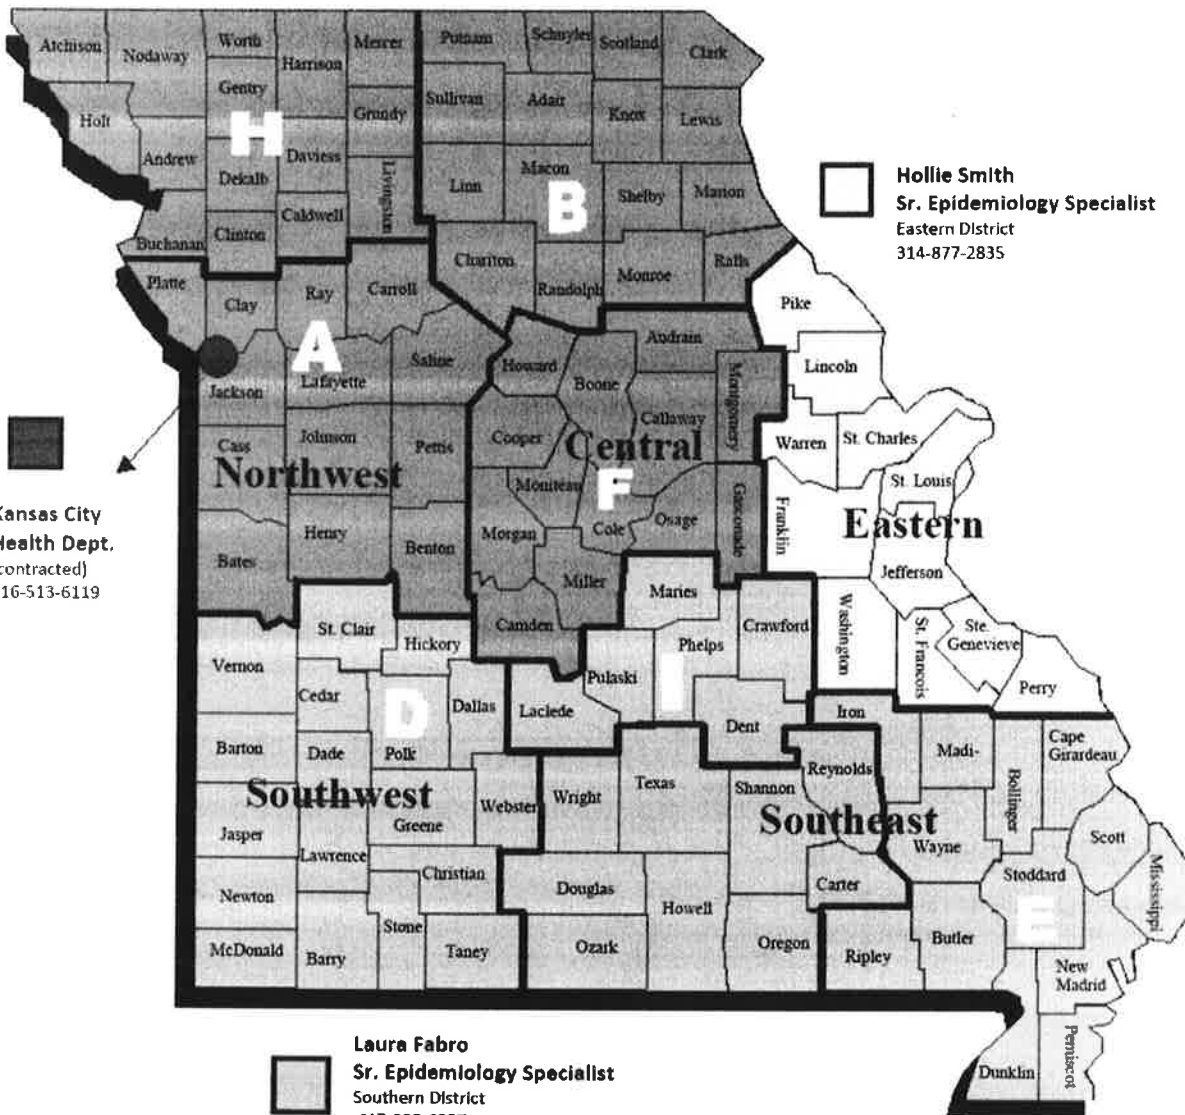 Atchison
Nodaway
Worth
Harrison
Mercer
Putnam
Schuyler
Scotland
Clark
Gentry
Holt
Sullivan
Adair
Knox
Lewis
Grundy
H
Andrew
Dekalb
Daviess
Livingston
Linn
Macon
B
Shelby
Marion
Hollie Smith
Sr. Epidemiology Specialist
Eastern District
314-877-2835
Buchanan
Clinton
Caldwell
Chariton
Randolph
Monroe
Ralls
Platte
Clay
Ray
Carroll
Pike
A
Saline
Howard
Boone
Audrain
Lincoln
Jackson
Lafayette
Montgomery
Callaway
Cass
Johnson
Pettis
Cooper
Central
Warren
St. Charles
Northwest
Moniteau
F
St. Louis
Kansas City
Health Dept.
contracted)
16-513-6119
Bates
Henry
Benton
Morgan
Cole
Osage
Gasconade
Franklin
Eastern
Miller
Jefferson
Maries
St. Clair
Hickory
Camden
Phelps
Crawford
Washington
St. Francois
Ste.
Genevieve
Vernon
Cedar
Dallas
Pulaski
I
Perry
D
Laclede
Dent
Iron
Barton
Dade
Polk
Madi-
Cape
Girardeau
Southwest
Webster
Wright
Texas
Shannon
Reynolds
Bollinger
Jasper
Greene
Southeast
Scott
Lawrence
Christian
Wayne
Stoddard
Mississippi
Newton
Douglas
Howell
Carter
E
McDonald
Barry
Stone
Taney
Ozark
Oregon
Ripley
Butler
New
Madrid
Dunklin
Pemiscot
Laura Fabro
Sr. Epidemiology Specialist
Southern District